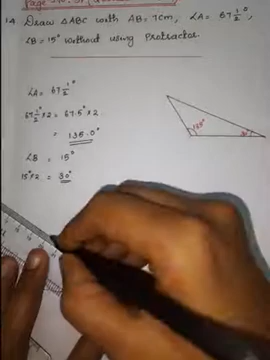 14. Draw △ABC with AB = 7cm, ∠A = 67½°,
∠B = 15° without using Protractor.
∠A = 67½°
67½° × 2 = 67.5° × 2
= 135.0°
∠B = 15°
15° × 2 = 30°